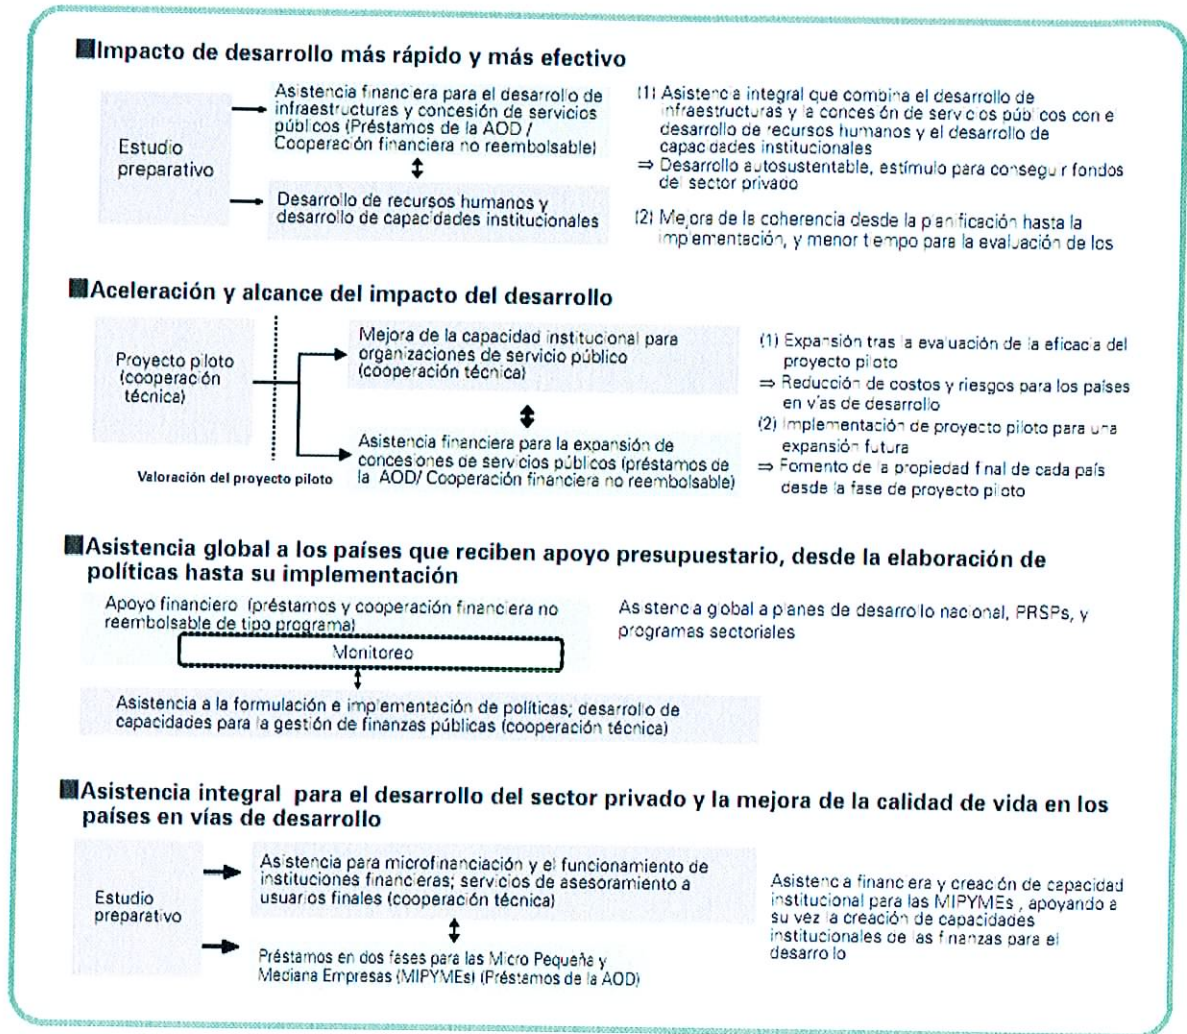 Impacto de desarrollo más rápido y más efectivo
Estudio
preparativo
Asistencia financiera para el desarrollo de
infraestructuras y concesión de servicios
públicos (Préstamos de la AOD /
Cooperación financiera no reembolsable)
Desarrollo de recursos humanos y
desarrollo de capacidades institucionales
(1) Asistencia integral que combina el desarrollo de
infraestructuras y la concesión de servicios públicos con e
desarrollo de recursos humanos y el desarrollo de
capacidades institucionales
⇒ Desarrollo autosustentable, estímulo para conseguir fondos
del sector privado
(2) Mejora de la coherencia desde la planificación hasta la
implementación, y menor tiempo para la evaluación de los
Aceleración y alcance del impacto del desarrollo
Proyecto piloto
(cooperación
técnica)
Valoración del proyecto piloto
Mejora de la capacidad institucional para
organizaciones de servicio público
(cooperación técnica)
Asistencia financiera para la expansión de
concesiones de servicios públicos (préstamos de
la AOD/ Cooperación financiera no reembolsable)
(1) Expansión tras la evaluación de la eficacia del
proyecto piloto
⇒ Reducción de costos y riesgos para los países
en vías de desarrollo
(2) Implementación de proyecto piloto para una
expansión futura
⇒ Fomento de la propiedad final de cada país
desde la fase de proyecto piloto
Asistencia global a los países que reciben apoyo presupuestario, desde la elaboración de
políticas hasta su implementación
Apoyo financiero (préstamos y cooperación financiera no
reembolsable de tipo programa)
Monitoreo
Asistencia a la formulación e implementación de políticas; desarrollo de
capacidades para la gestión de finanzas públicas (cooperación técnica)
Asistencia global a planes de desarrollo nacional, PRSPs, y
programas sectoriales
Asistencia integral para el desarrollo del sector privado y la mejora de la calidad de vida en los
países en vías de desarrollo
Estudio
preparativo
Asistencia para microfinanciación y el funcionamiento de
instituciones financieras; servicios de asesoramiento a
usuarios finales (cooperación técnica)
Préstamos en dos fases para las Micro Pequeña y
Mediana Empresas (MIPYMEs) (Préstamos de la AOD)
Asistencia financiera y creación de capacidad
institucional para las MIPYMEs , apoyando a
su vez la creación de capacidades
institucionales de las finanzas para el
desarrollo